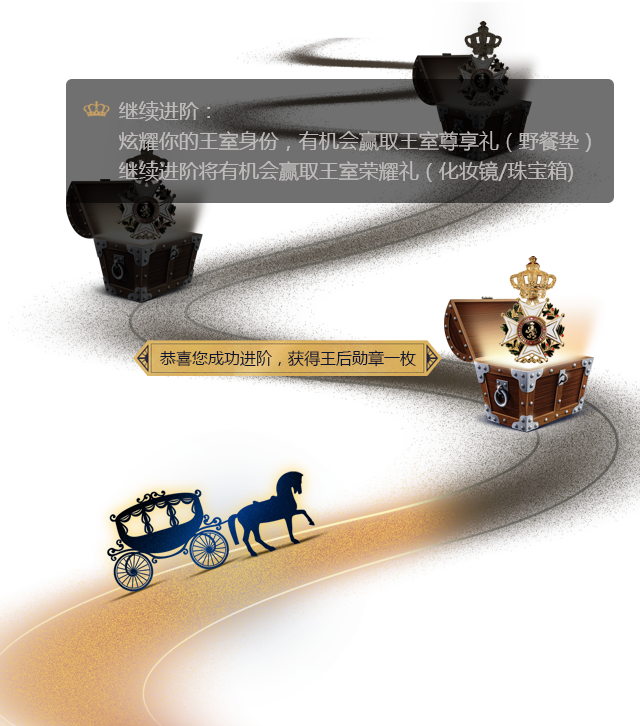 继续进阶：
炫耀你的王室身份，有机会赢取王室尊享礼（野餐垫）
继续进阶将有机会赢取王室荣耀礼（化妆镜/珠宝箱)
恭喜您成功进阶，获得王后勋章一枚